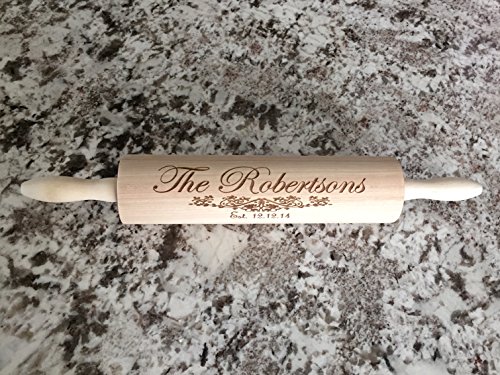 The Robertsons
Est. 12.12.14